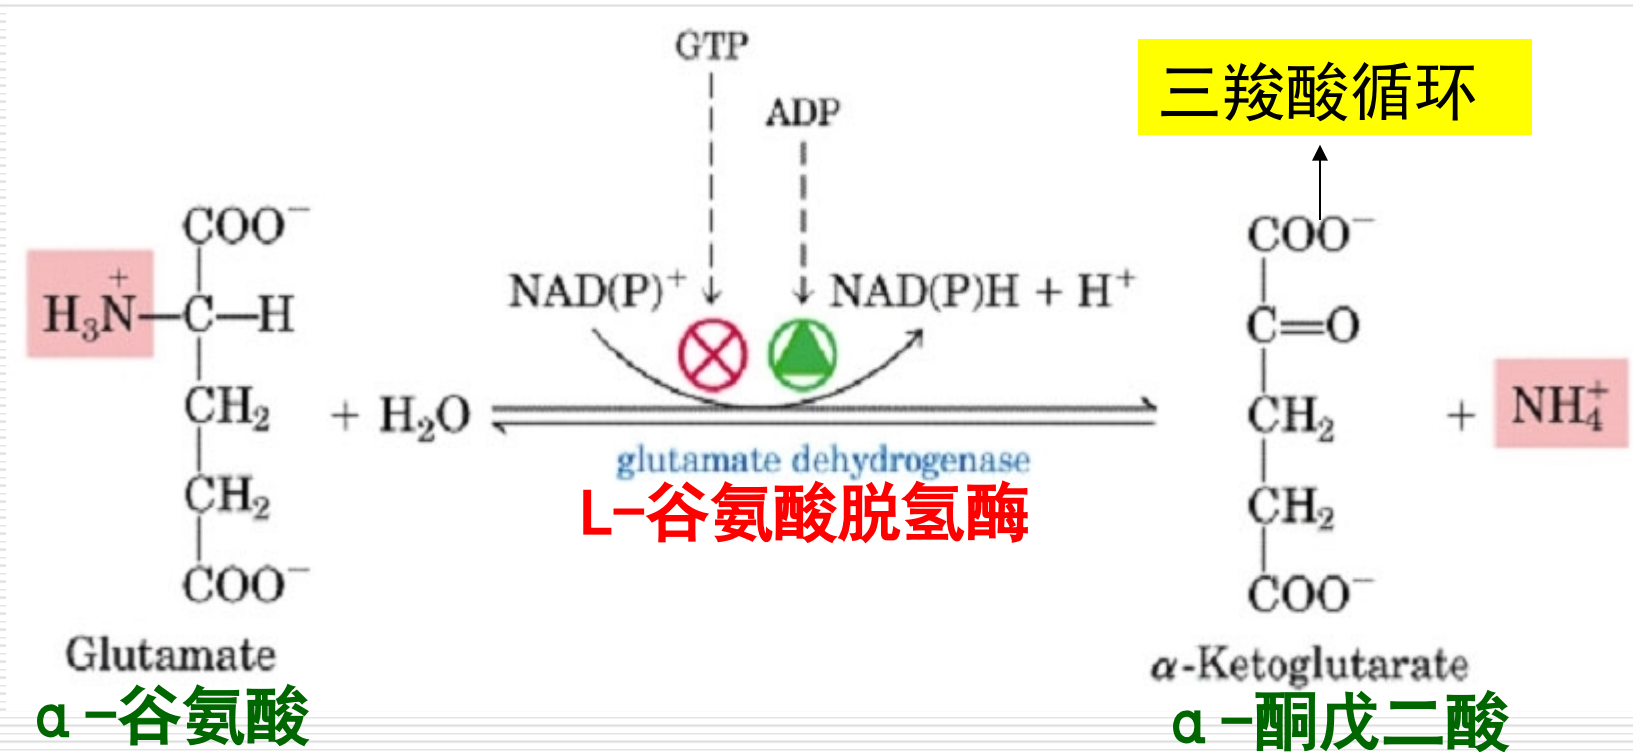 GTP
ADP
三羧酸循环
COO⁻
H₃N⁺—C—H
CH₂
CH₂
COO⁻
+ H₂O
NAD(P)⁺
NAD(P)H + H⁺
glutamate dehydrogenase
L-谷氨酸脱氢酶
COO⁻
C=O
CH₂
CH₂
COO⁻
+ NH₄⁺
Glutamate
α-谷氨酸
α-Ketoglutarate
α-酮戊二酸